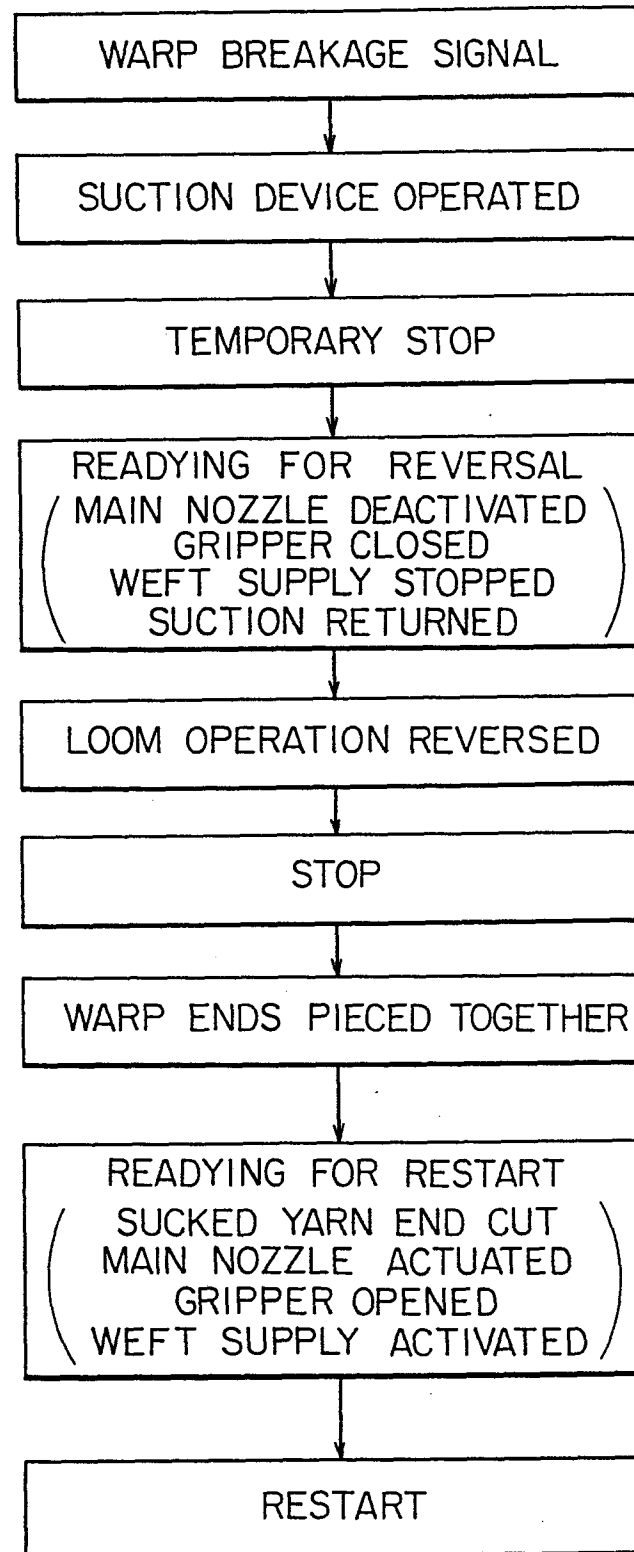 WARP BREAKAGE SIGNAL
SUCTION DEVICE OPERATED
TEMPORARY STOP
READYING FOR REVERSAL
MAIN NOZZLE DEACTIVATED
GRIPPER CLOSED
WEFT SUPPLY STOPPED
SUCTION RETURNED
LOOM OPERATION REVERSED
STOP
WARP ENDS PIECED TOGETHER
READYING FOR RESTART
SUCKED YARN END CUT
MAIN NOZZLE ACTUATED
GRIPPER OPENED
WEFT SUPPLY ACTIVATED
RESTART